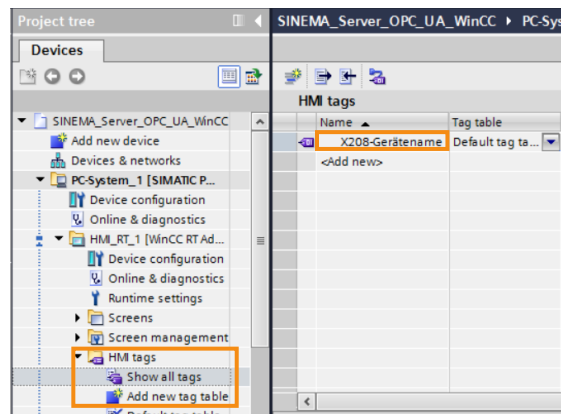 Project tree
SINEMA_Server_OPC_UA_WinCC ▸ PC-Sys
Devices
HMI tags
Name
Tag table
X208-Gerätename
Default tag ta...
<Add new>
SINEMA_Server_OPC_UA_WinCC
Add new device
Devices & networks
PC-System_1 [SIMATIC P...
Device configuration
Online & diagnostics
HMI_RT_1 [WinCC RT Ad...
Device configuration
Online & diagnostics
Runtime settings
Screens
Screen management
HMI tags
Show all tags
Add new tag table